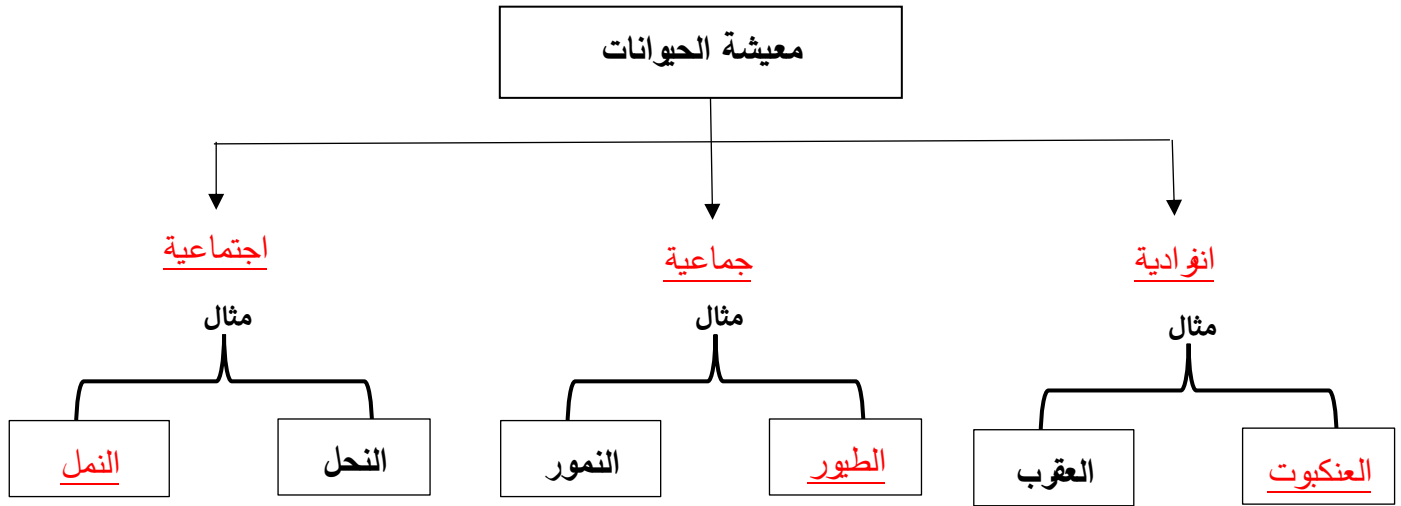 معيشة الحيوانات
انفرادية
جماعية
اجتماعية
مثال
مثال
مثال
العنكبوت
العقرب
الطيور
النمور
النحل
النمل